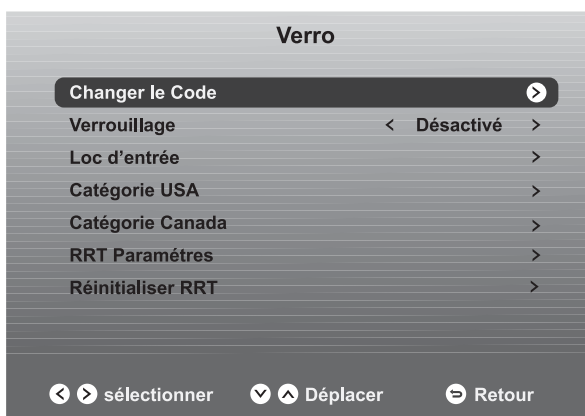 Verro
Changer le Code
Verrouillage < Désactivé >
Loc d'entrée >
Catégorie USA >
Catégorie Canada >
RRT Paramétres >
Réinitialiser RRT >
sélectionner Déplacer Retour